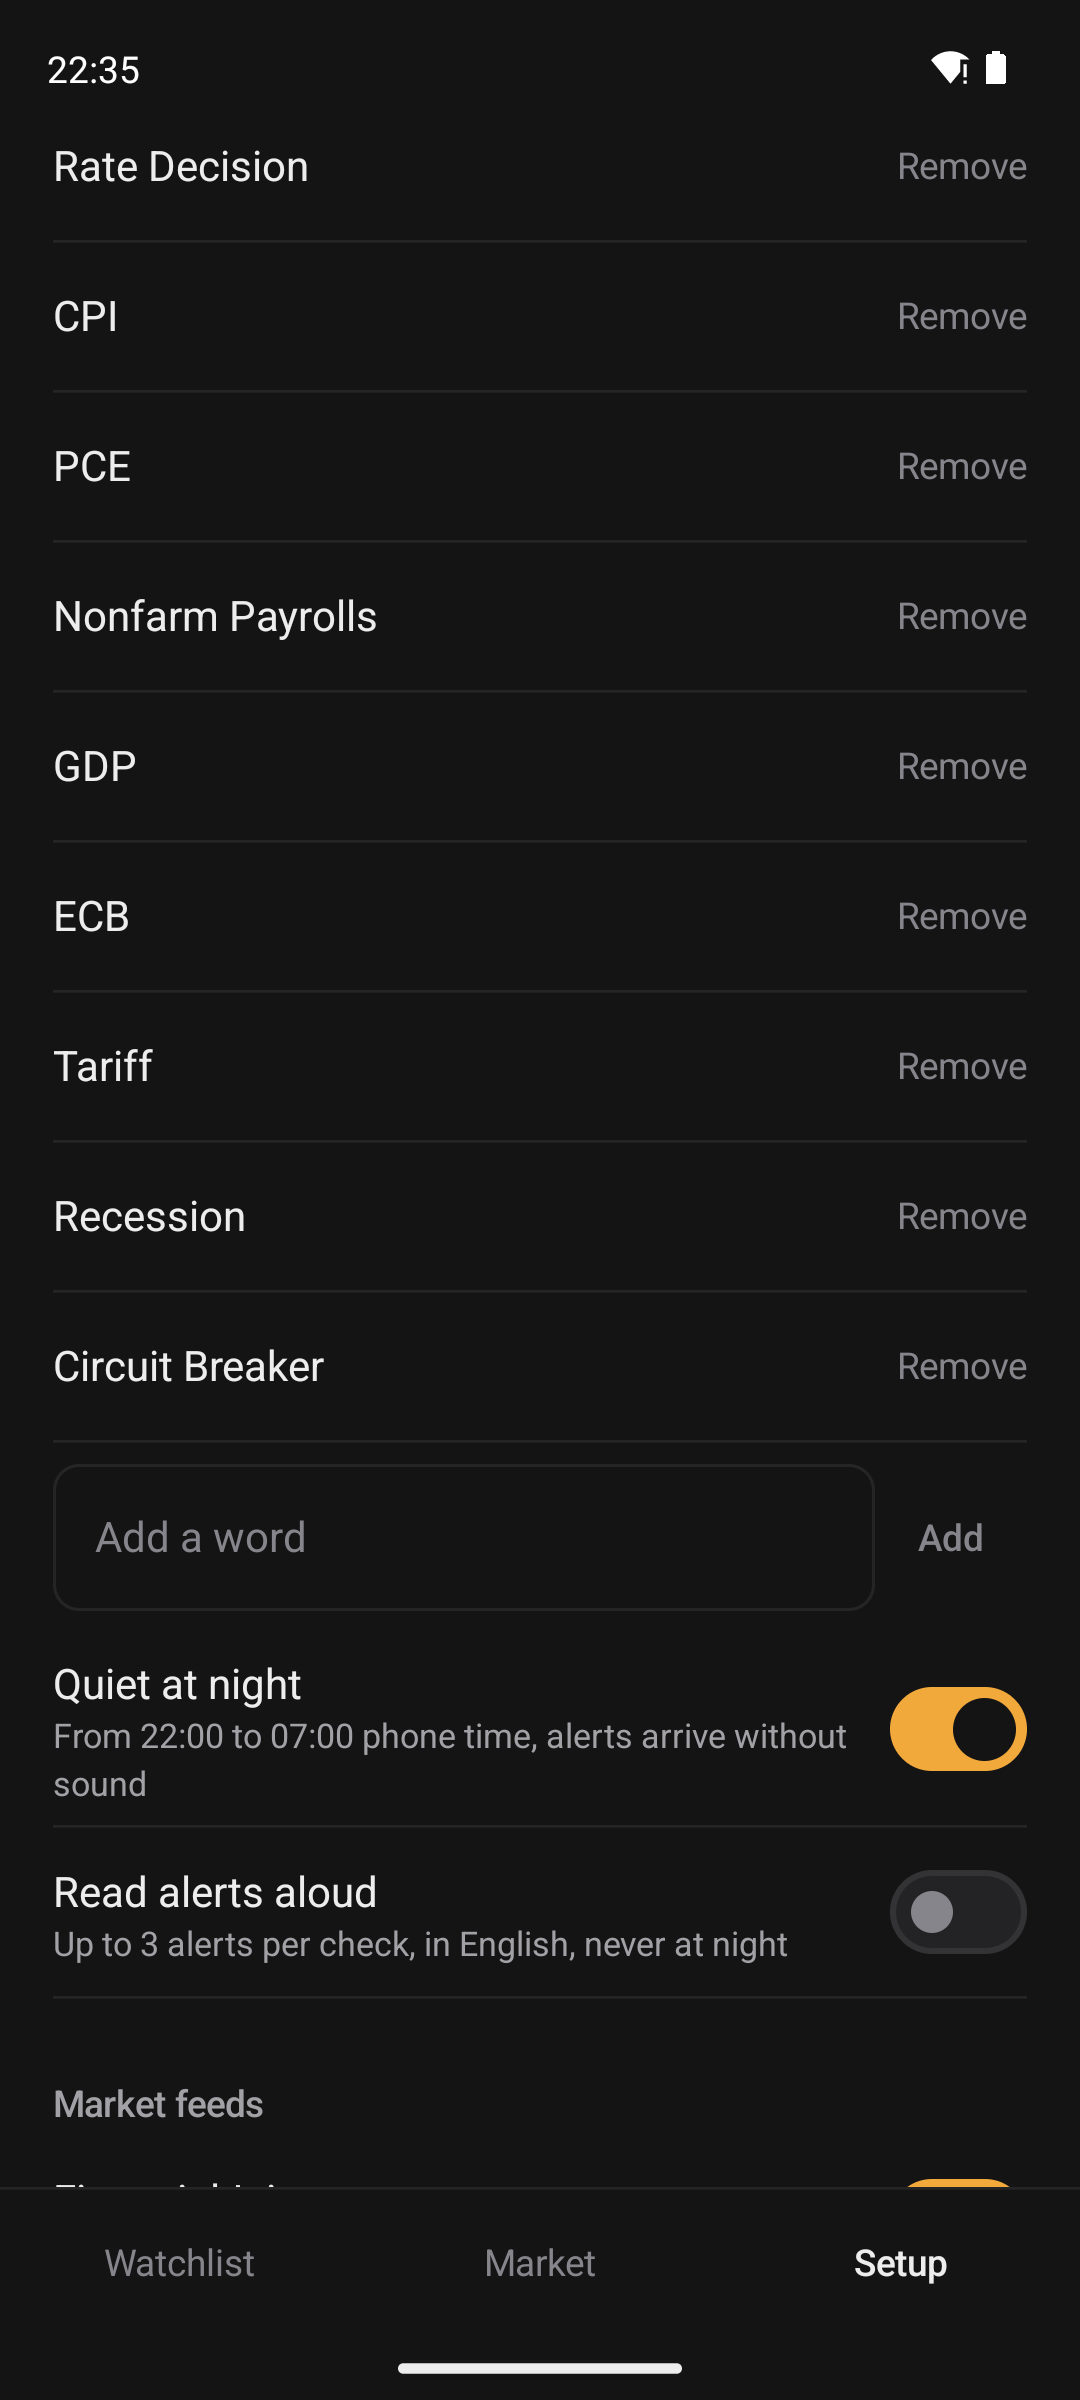 22:35
Rate Decision Remove
CPI Remove
PCE Remove
Nonfarm Payrolls Remove
GDP Remove
ECB Remove
Tariff Remove
Recession Remove
Circuit Breaker Remove
Add a word Add
Quiet at night
From 22:00 to 07:00 phone time, alerts arrive without
sound
Read alerts aloud
Up to 3 alerts per check, in English, never at night
Market feeds
Watchlist Market Setup